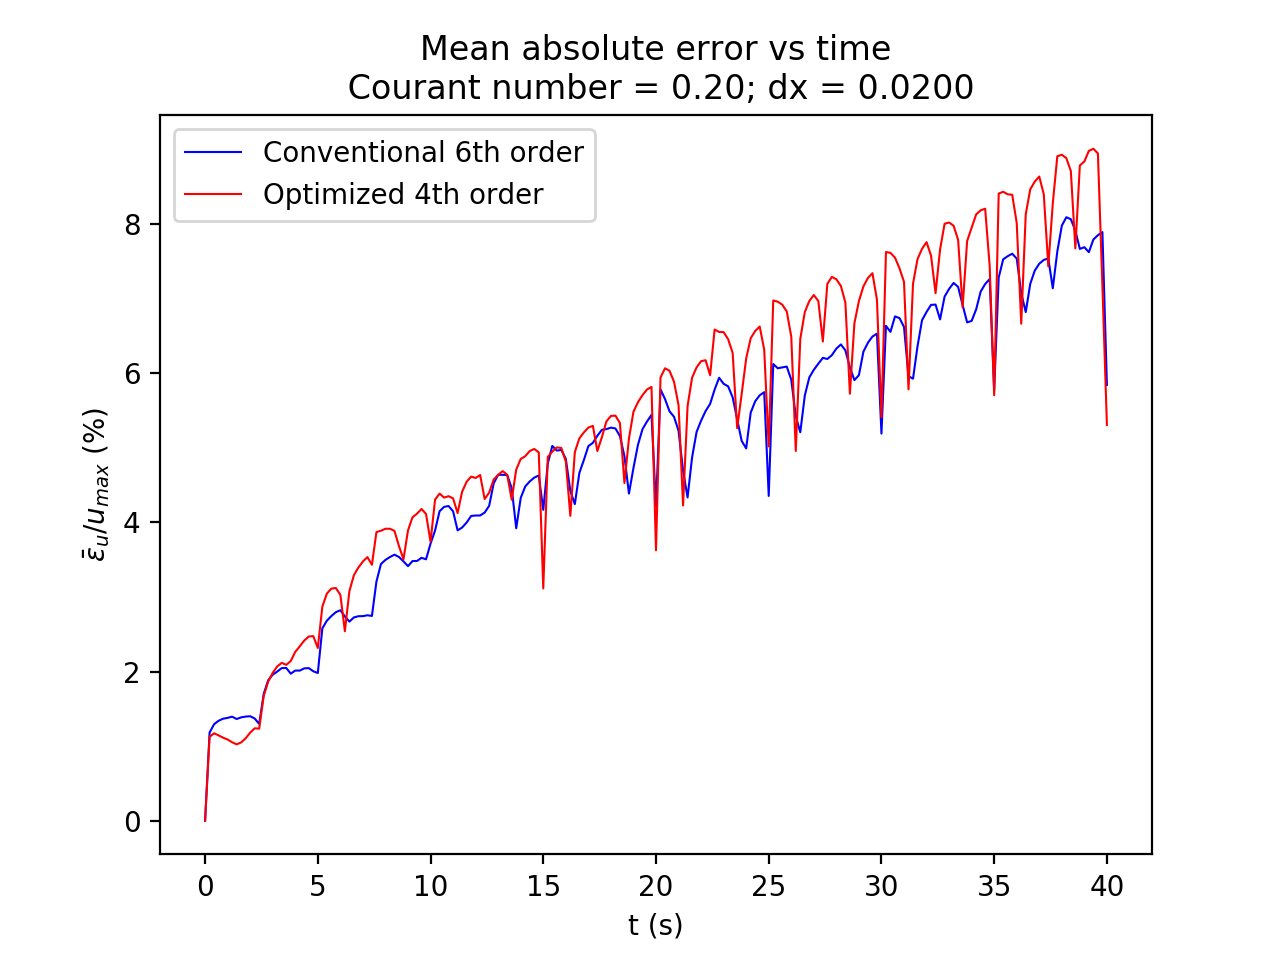 Mean absolute error vs time
Courant number = 0.20; dx = 0.0200
Conventional 6th order
Optimized 4th order
8
6
4
2
0
ε̄ᵤ/uₘₐₓ (%)
0 5 10 15 20 25 30 35 40
t (s)